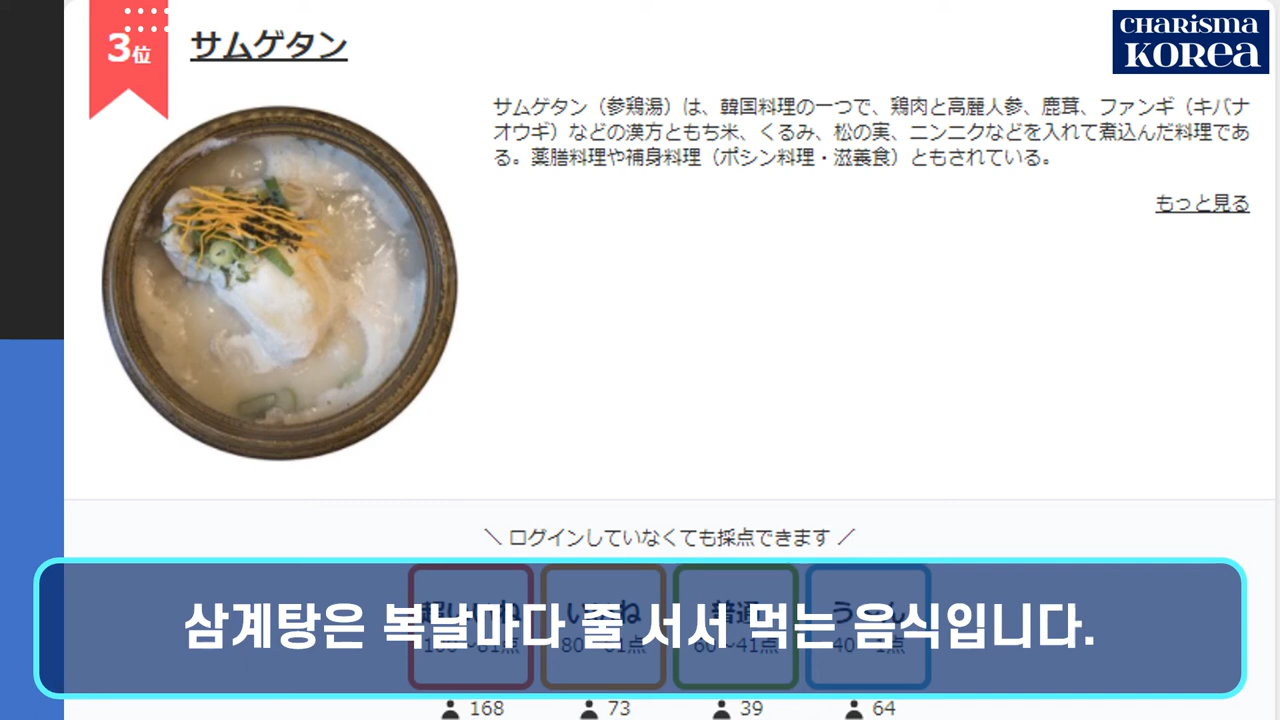 3位
サムゲタン
CHARISMA
KOREA
サムゲタン（参鶏湯）は、韓国料理の一つで、鶏肉と高麗人参、鹿茸、ファンギ（キバナ
オウギ）などの漢方ともち米、くるみ、松の実、ニンニクなどを入れて煮込んだ料理であ
る。薬膳料理や補身料理（ポシン料理・滋養食）ともされている。
もっと見る
＼ ログインしていなくても採点できます ／
삼계탕은 복날마다 줄 서서 먹는 음식입니다.
168 73 39 64